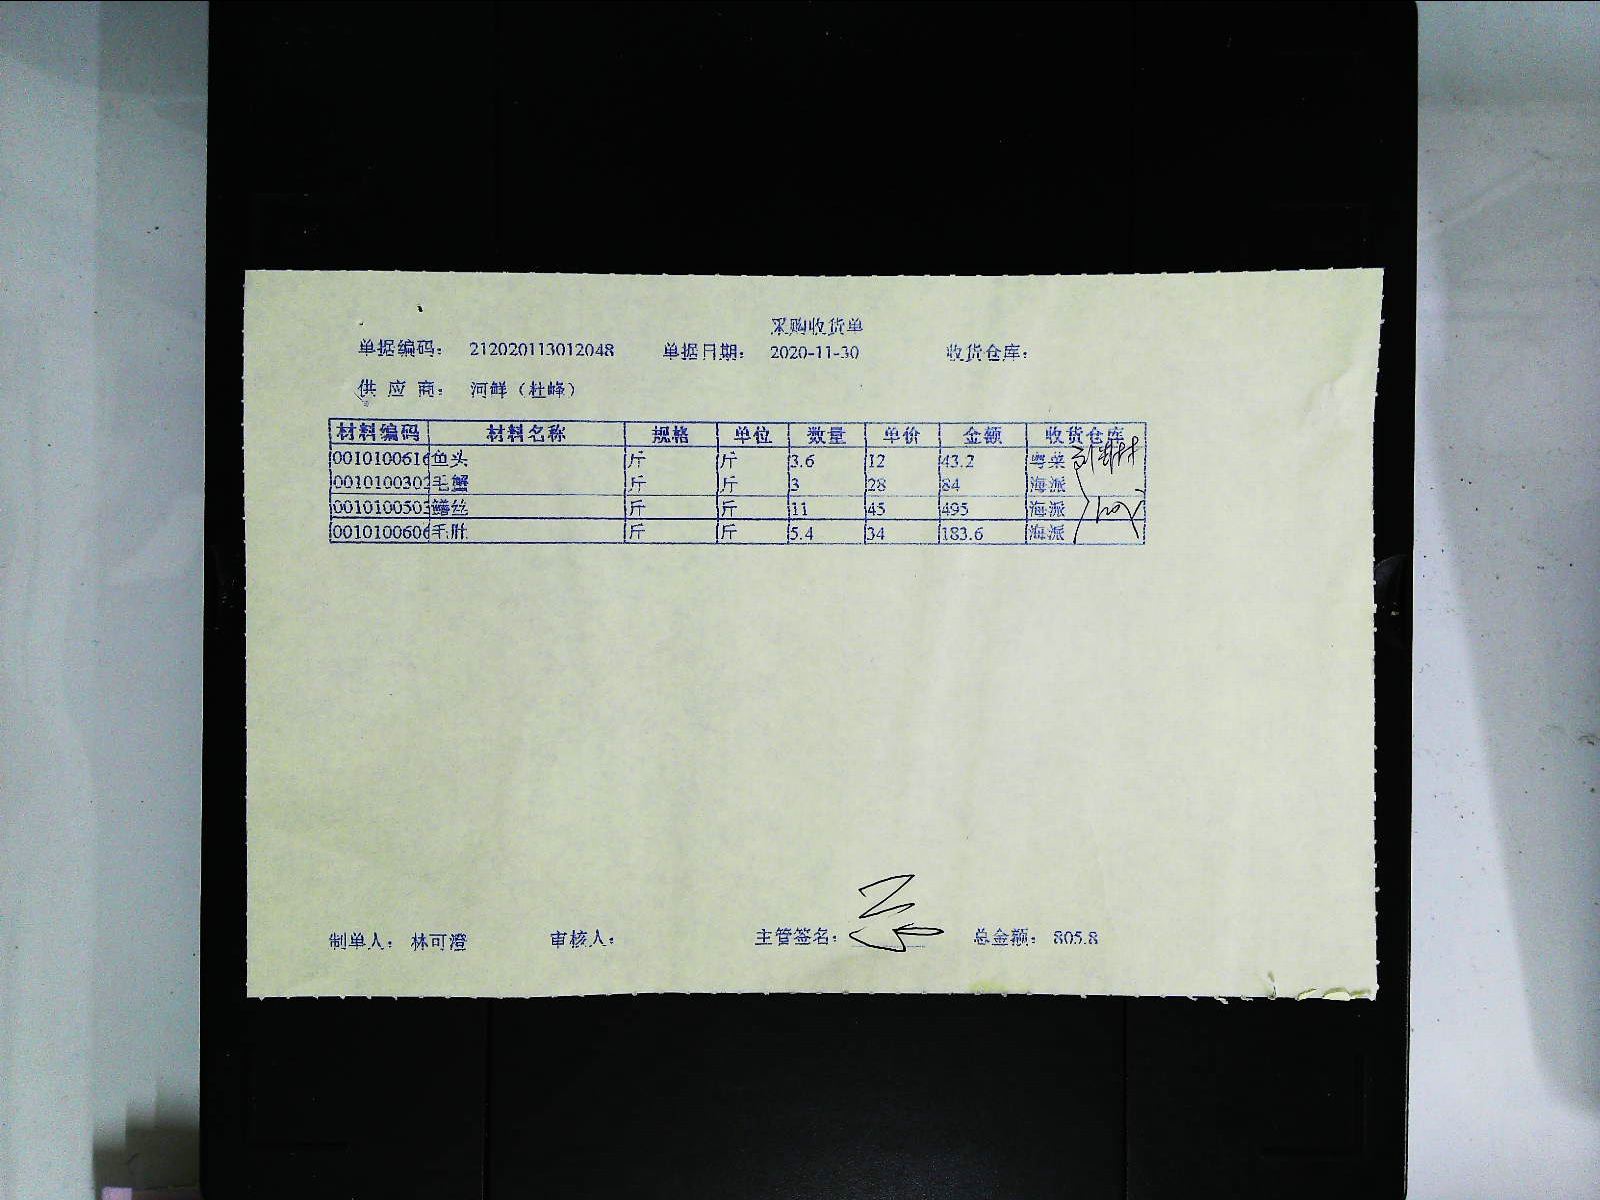 采购收货单
单据编码： 212020113012048 单据日期： 2020-11-30 收货仓库：
供 应 商： 河鲜（杜峰）
材料编码 材料名称 规格 单位 数量 单价 金额 收货仓库
0010100616 鱼头 斤 斤 3.6 12 43.2 粤菜
0010100302 毛蟹 斤 斤 3 28 84 海派
0010100503 鳝丝 斤 斤 11 45 495 海派
0010100606 毛肚 斤 斤 5.4 34 183.6 海派
制单人： 林可澄 审核人： 主管签名： 总金额： 805.8